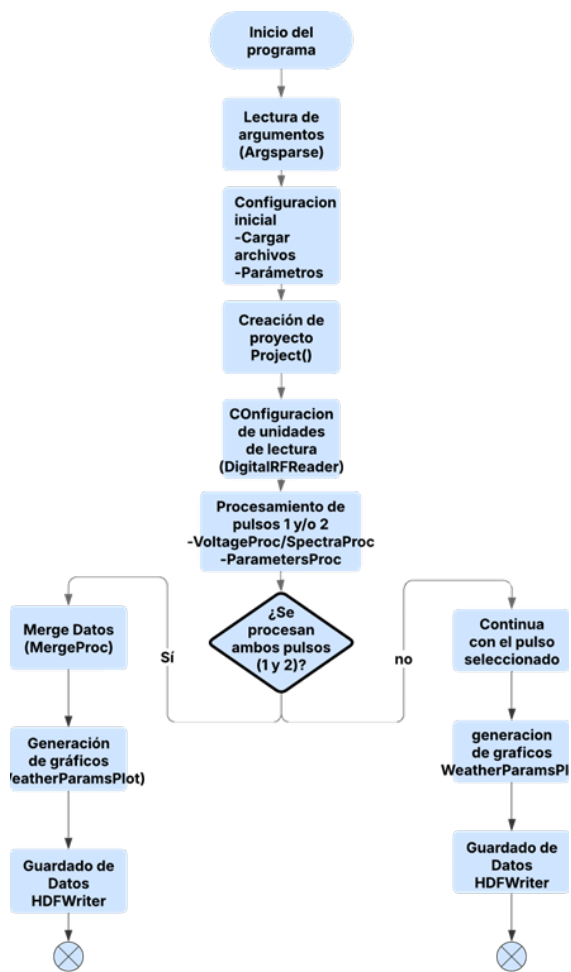 Inicio del
programa
Lectura de
argumentos
(Argsparse)
Configuracion
inicial
-Cargar
archivos
-Parámetros
Creación de
proyecto
Project()
COnfiguracion
de unidades
de lectura
(DigitalRFReader)
Procesamiento de
pulsos 1 y/o 2
-VoltageProc/SpectraProc
-ParametersProc
¿Se
procesan
ambos pulsos
(1 y 2)?
Sí
no
Merge Datos
(MergeProc)
Generación
de gráficos
eatherParamsPlot)
Guardado de
Datos
HDFWriter
Continua
con el pulso
seleccionado
generacion
de graficos
WeatherParamsPl
Guardado de
Datos
HDFWriter